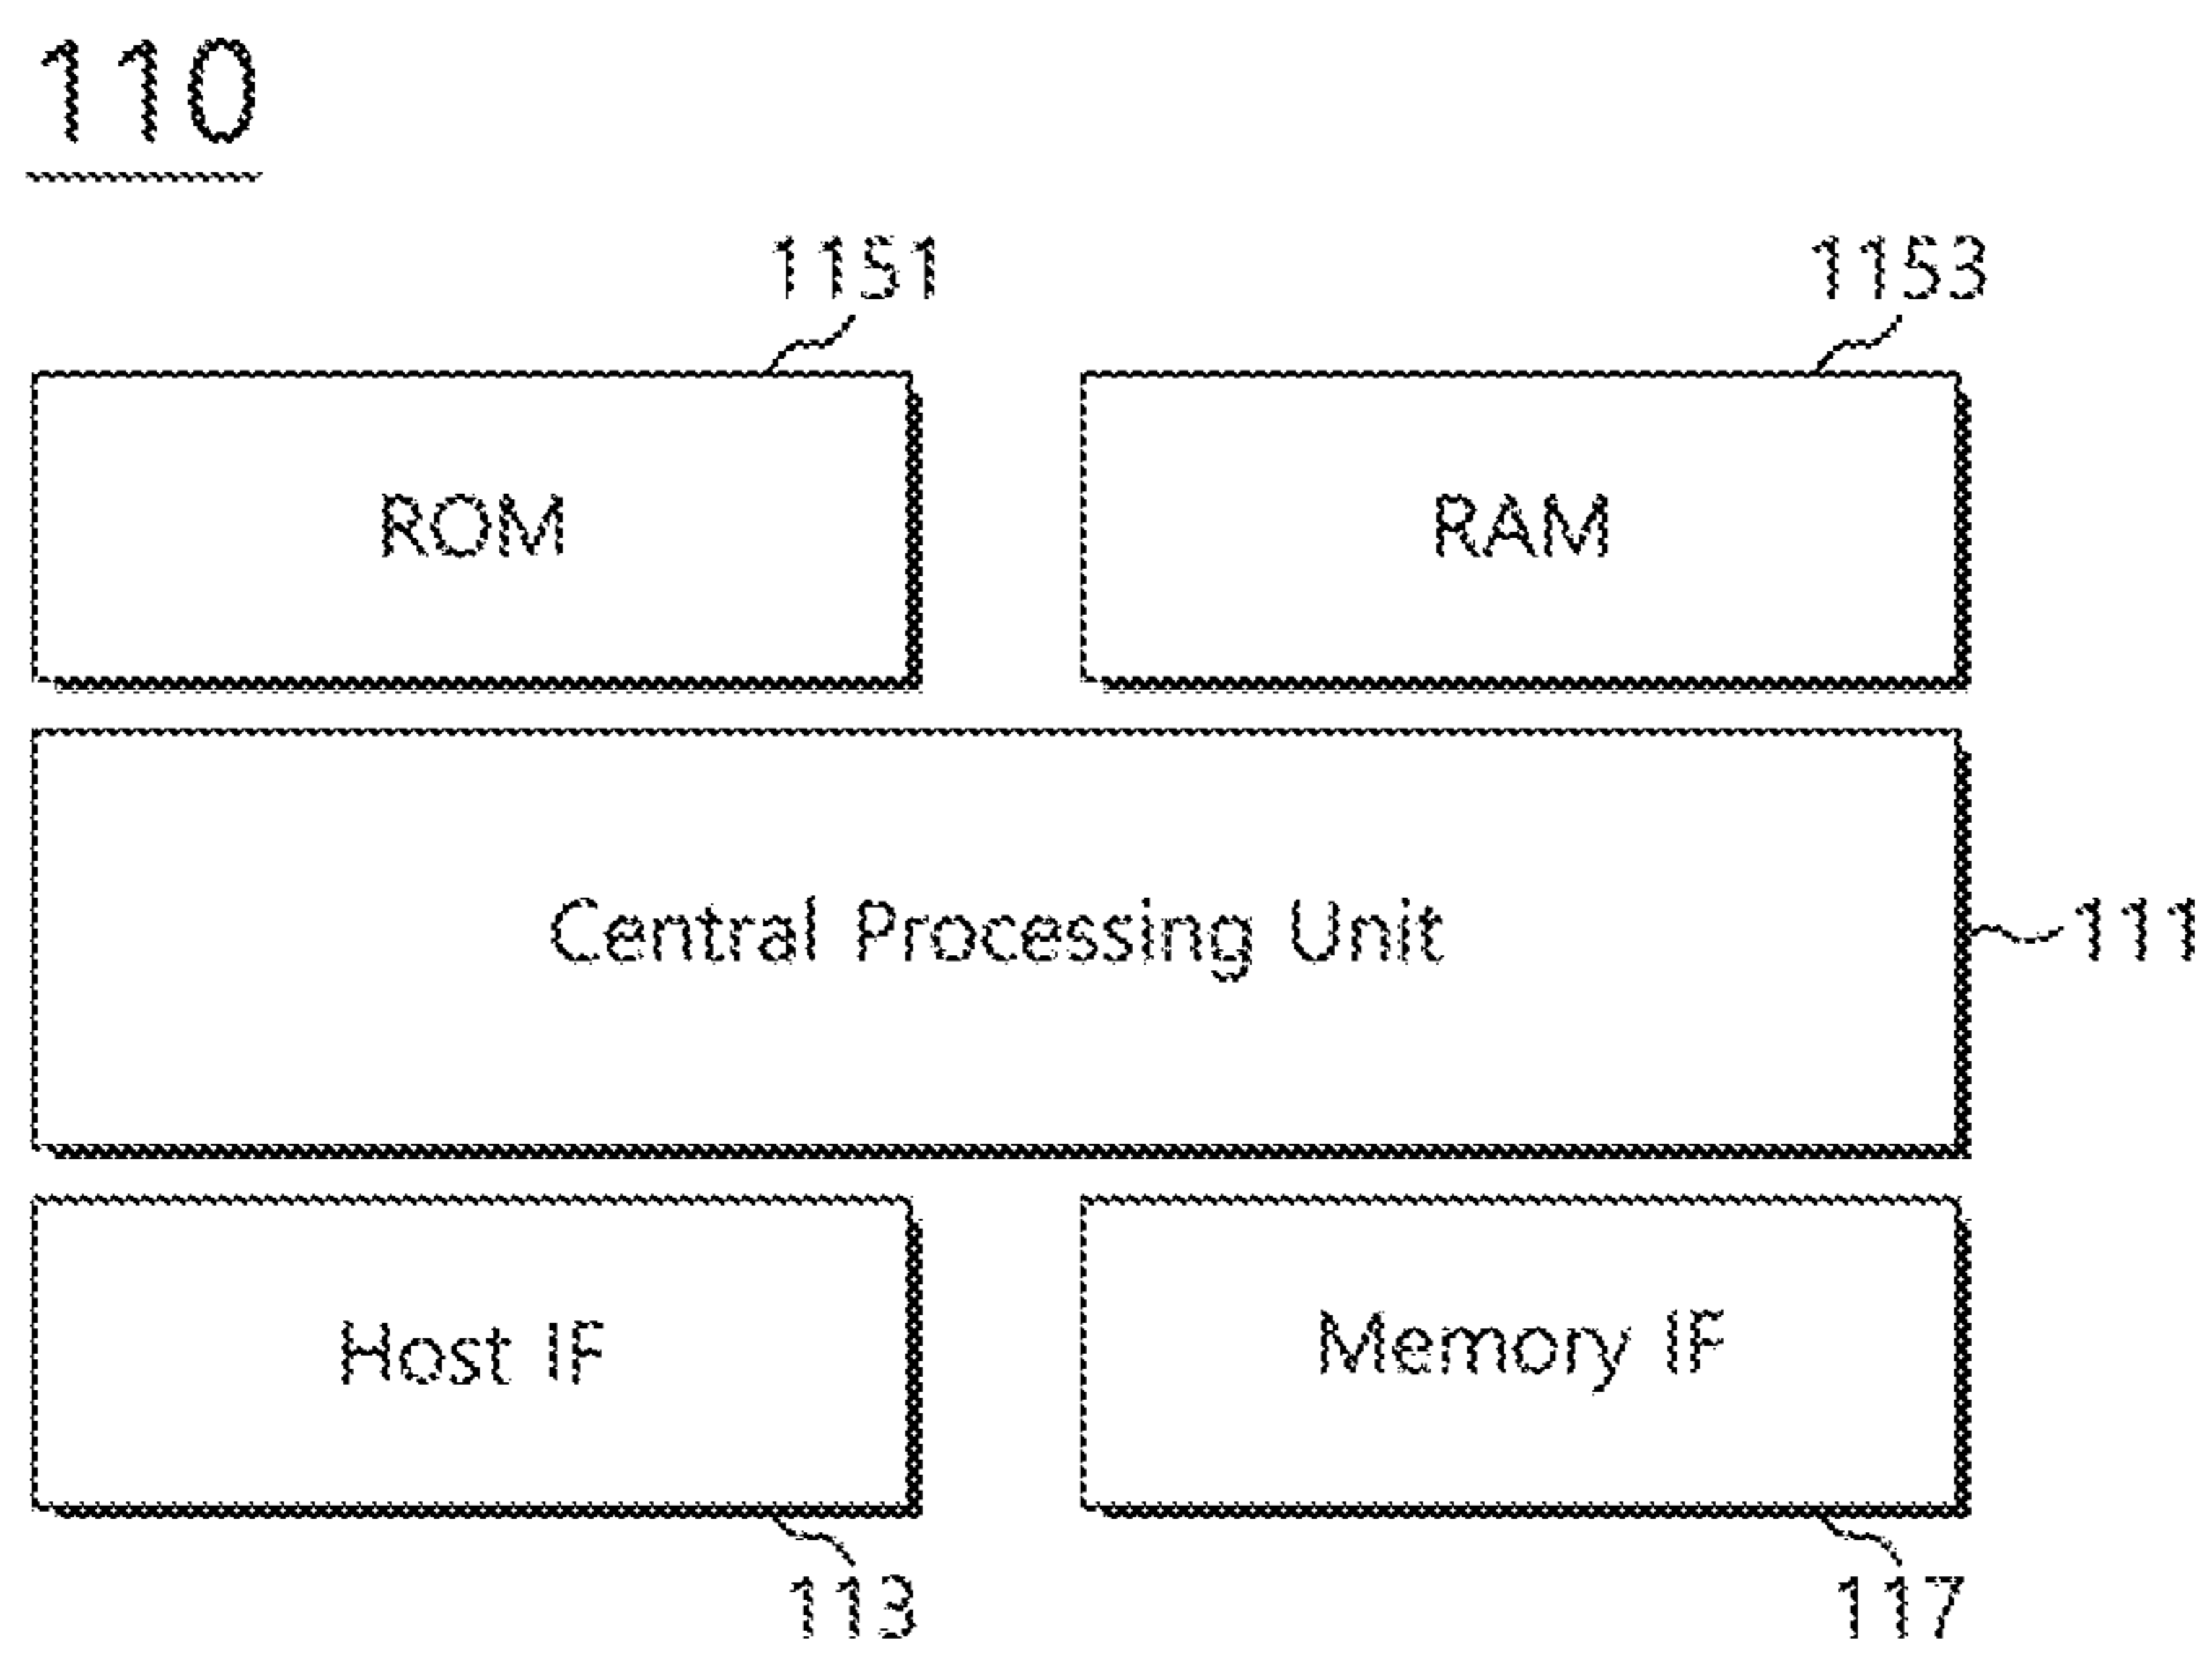 110
1151
1153
ROM
RAM
Central Processing Unit
111
Host IF
Memory IF
113
117